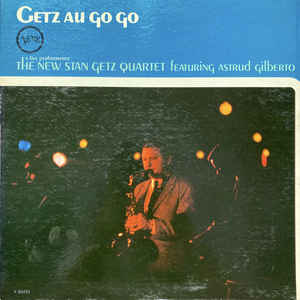 GETZ AU GO GO
VERVE
a live performance
THE NEW STAN GETZ QUARTET featuring astrud gilberto